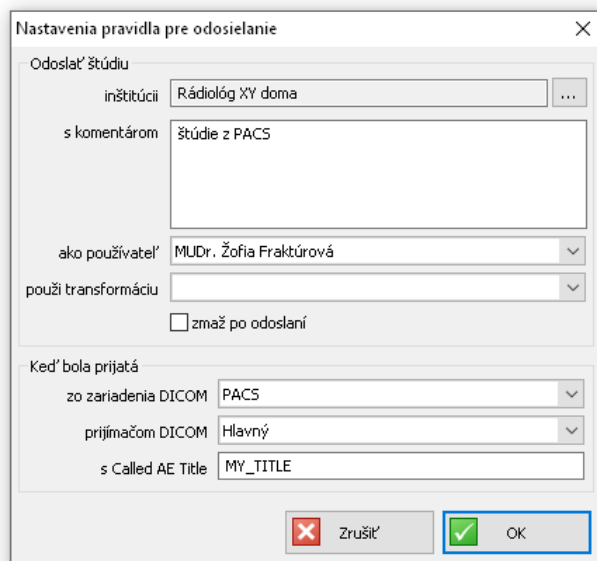 Nastavenia pravidla pre odosielanie
Odoslať štúdiu
inštitúcii Rádiológ XY doma ...
s komentárom štúdie z PACS
ako používateľ MUDr. Žofia Fraktúrová
použi transformáciu
zmaž po odoslaní
Keď bola prijatá
zo zariadenia DICOM PACS
prijímačom DICOM Hlavný
s Called AE Title MY_TITLE
Zrušiť OK